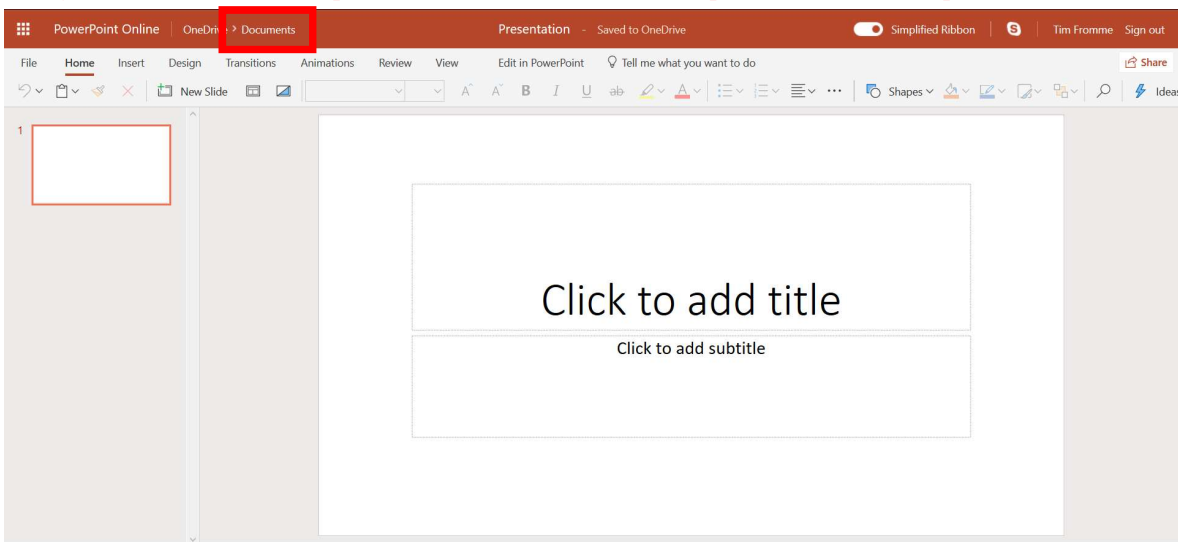 PowerPoint Online OneDrive > Documents Presentation - Saved to OneDrive Simplified Ribbon Tim Fromme Sign out
File Home Insert Design Transitions Animations Review View Edit in PowerPoint Tell me what you want to do Share
New Slide A A B I U ab A Shapes Ideas
1
Click to add title
Click to add subtitle